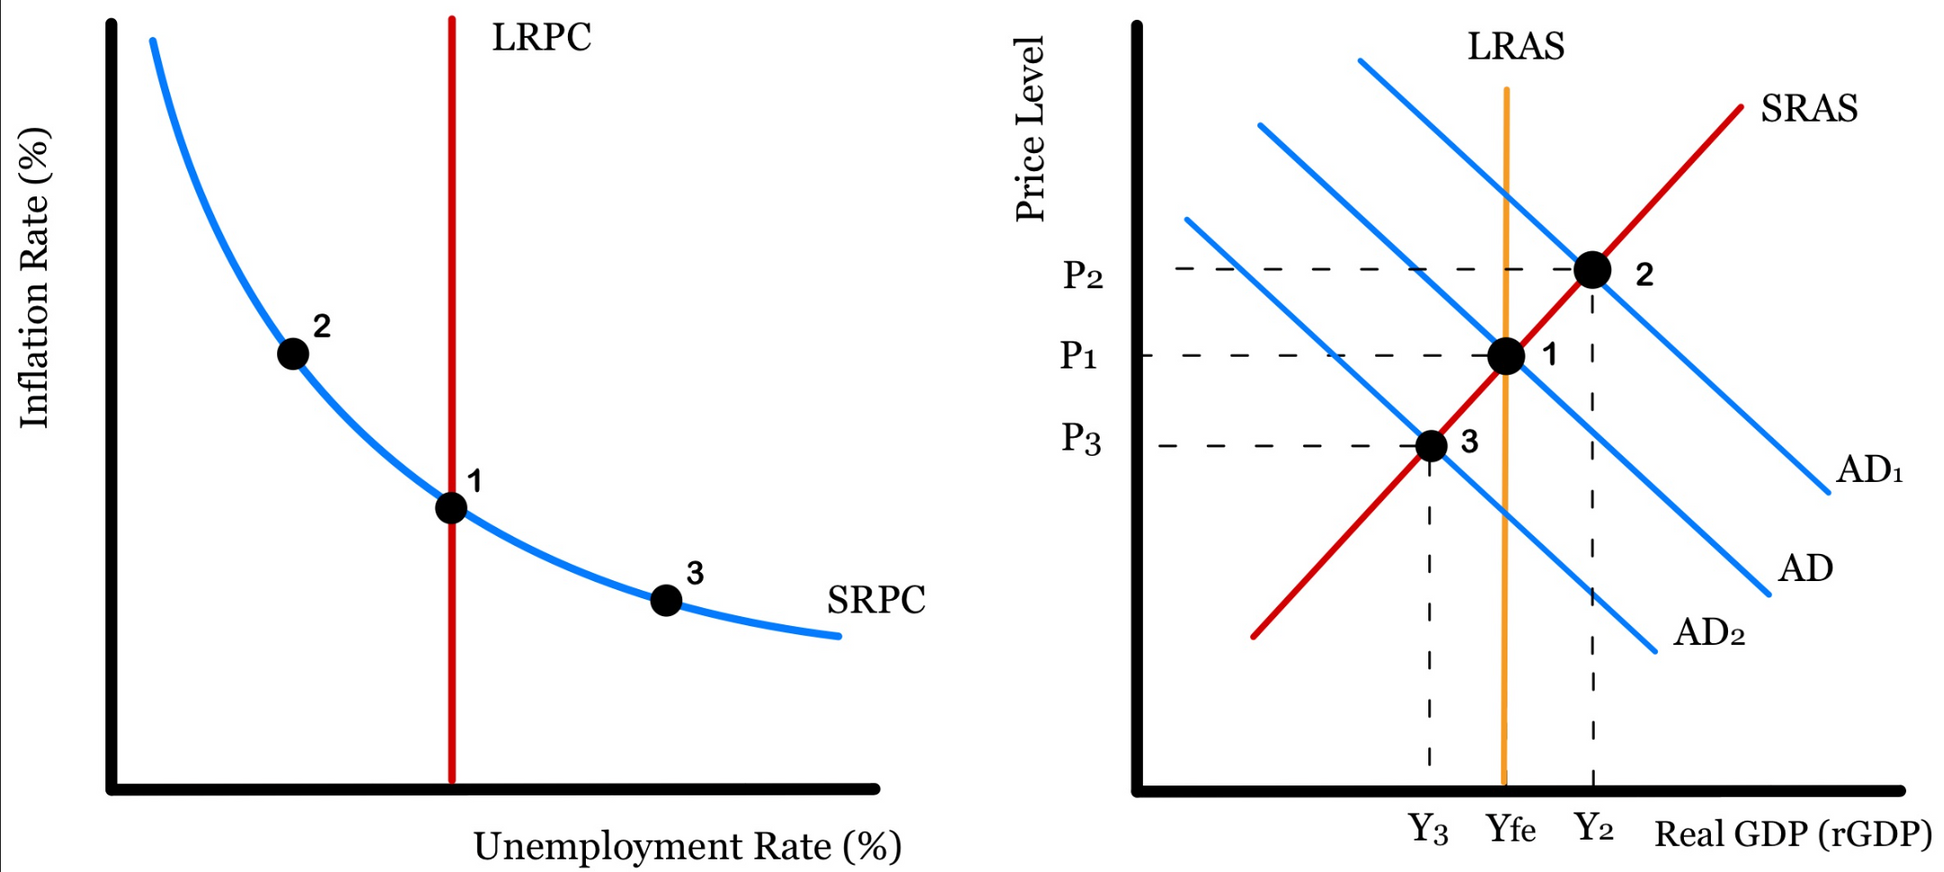 LRPC
Inflation Rate (%)
2
1
3
SRPC
Unemployment Rate (%)
Price Level
LRAS
SRAS
P2
2
P1
1
P3
3
AD1
AD
AD2
Y3
Yfe
Y2
Real GDP (rGDP)